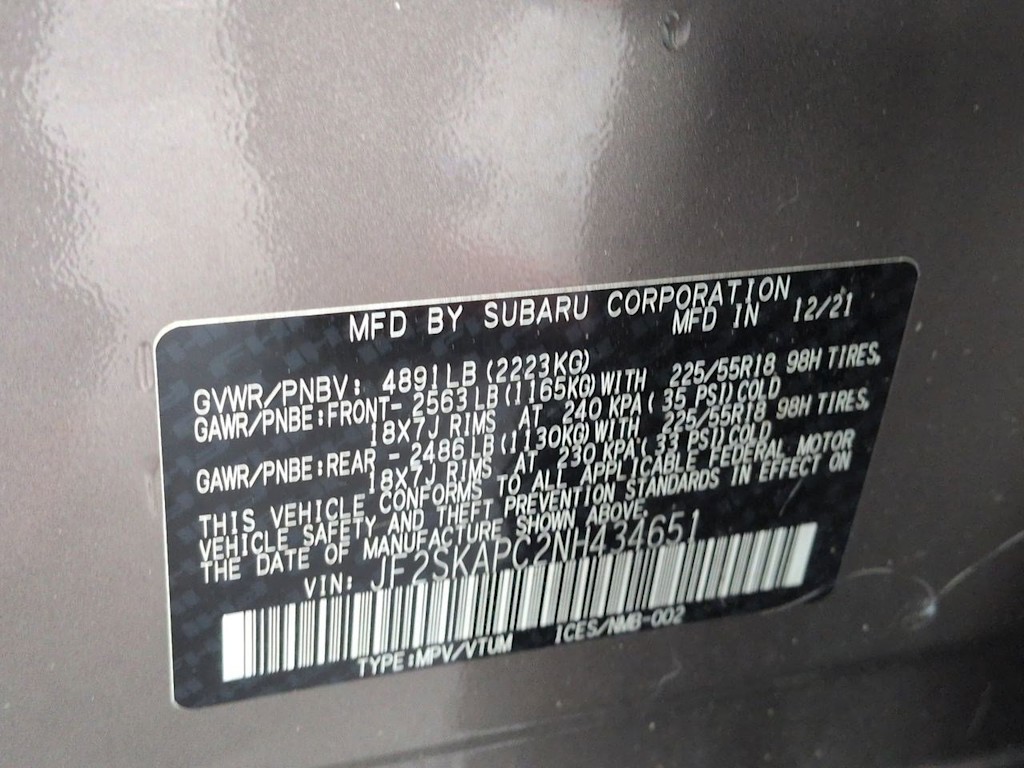 MFD BY SUBARU CORPORATION
MFD IN 12/21
GVWR/PNBV: 4891LB (2223KG)
GAWR/PNBE:FRONT- 2563LB(1165KG)WITH 225/55R18 98H TIRES,
18X7J RIMS AT 240 KPA( 35 PSI)COLD
GAWR/PNBE:REAR - 2486LB(1130KG)WITH 225/55R18 98H TIRES,
18X7J RIMS AT 230 KPA( 33 PSI)COLD
THIS VEHICLE CONFORMS TO ALL APPLICABLE FEDERAL MOTOR
VEHICLE SAFETY AND THEFT PREVENTION STANDARDS IN EFFECT ON
THE DATE OF MANUFACTURE SHOWN ABOVE.
VIN: JF2SKAPC2NH434651
TYPE:MPV/VTUM ICES/NMB-002